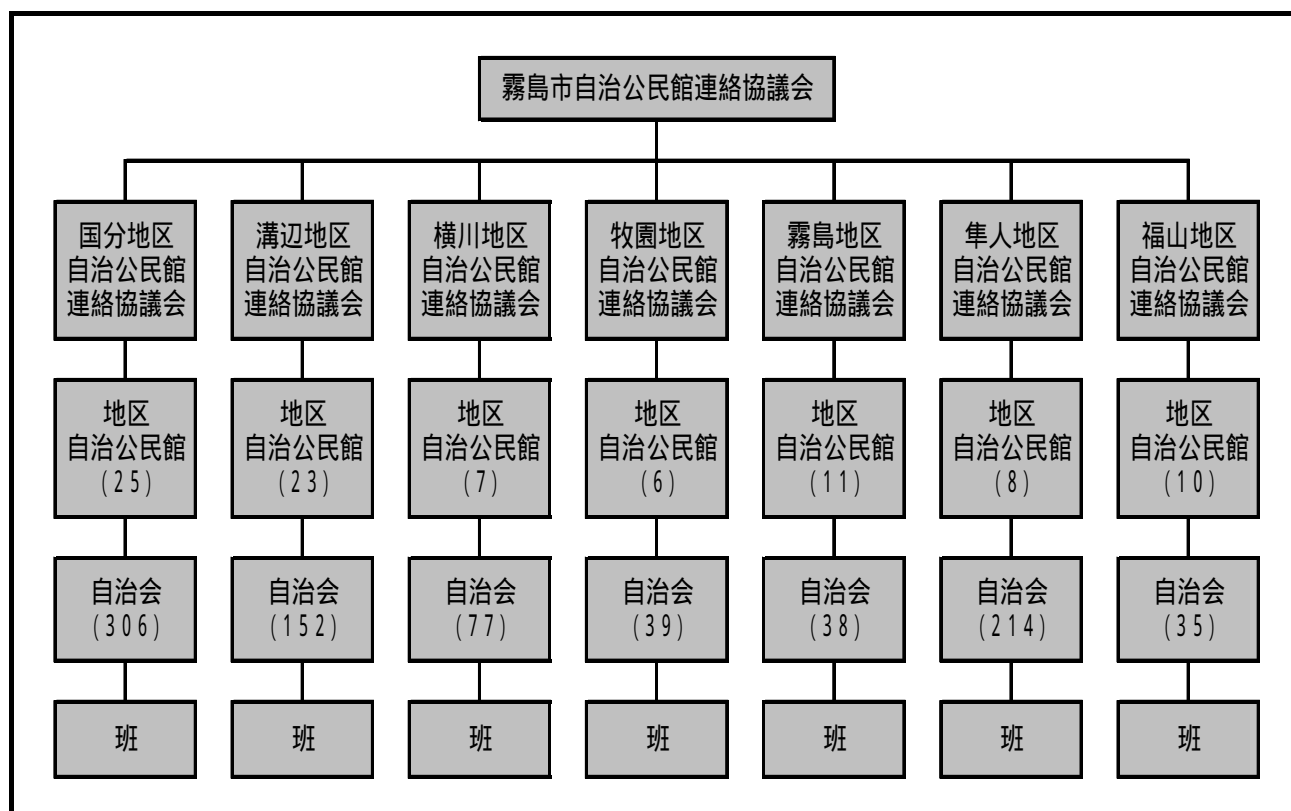 霧島市自治公民館連絡協議会
国分地区
自治公民館
連絡協議会
溝辺地区
自治公民館
連絡協議会
横川地区
自治公民館
連絡協議会
牧園地区
自治公民館
連絡協議会
霧島地区
自治公民館
連絡協議会
隼人地区
自治公民館
連絡協議会
福山地区
自治公民館
連絡協議会
地区
自治公民館
(25)
地区
自治公民館
(23)
地区
自治公民館
(7)
地区
自治公民館
(6)
地区
自治公民館
(11)
地区
自治公民館
(8)
地区
自治公民館
(10)
自治会
(306)
自治会
(152)
自治会
(77)
自治会
(39)
自治会
(38)
自治会
(214)
自治会
(35)
班
班
班
班
班
班
班